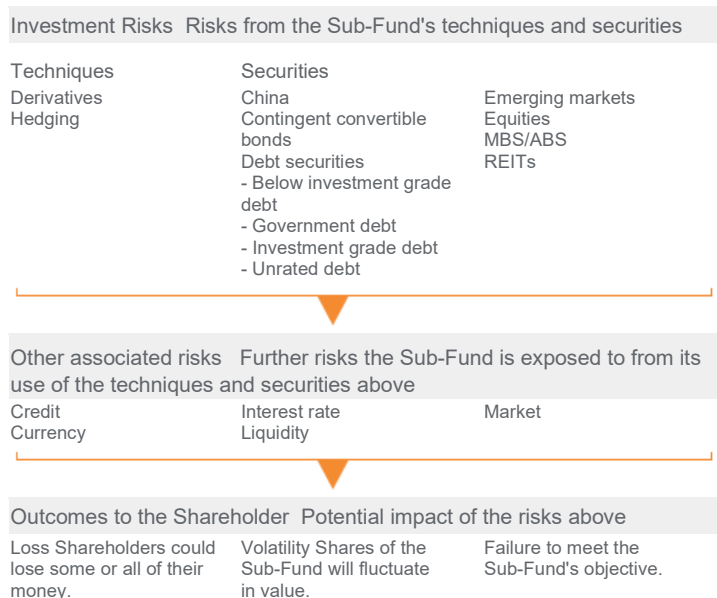 Investment Risks Risks from the Sub-Fund's techniques and securities
Techniques
Derivatives
Hedging
Securities
China
Contingent convertible
bonds
Debt securities
- Below investment grade
debt
- Government debt
- Investment grade debt
- Unrated debt
Emerging markets
Equities
MBS/ABS
REITs
Other associated risks Further risks the Sub-Fund is exposed to from its
use of the techniques and securities above
Credit
Currency
Interest rate
Liquidity
Market
Outcomes to the Shareholder Potential impact of the risks above
Loss Shareholders could
lose some or all of their
money.
Volatility Shares of the
Sub-Fund will fluctuate
in value.
Failure to meet the
Sub-Fund's objective.